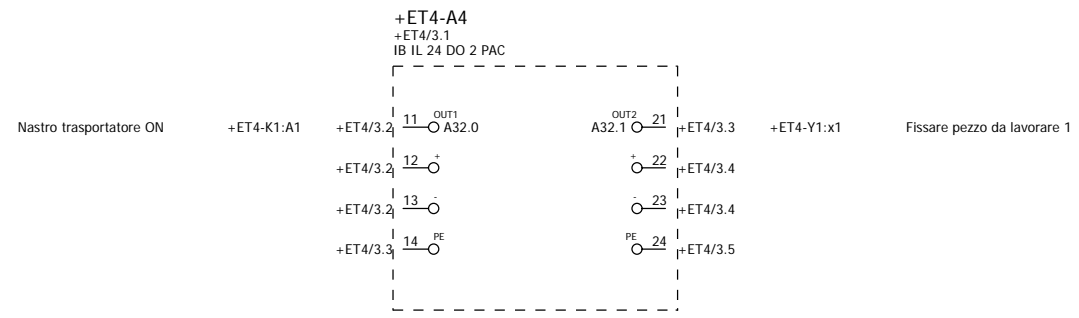 +ET4-A4
+ET4/3.1
IB IL 24 DO 2 PAC
Nastro trasportatore ON +ET4-K1:A1 +ET4/3.2 11 OUT1 A32.0 OUT2 A32.1 21 +ET4/3.3 +ET4-Y1:x1 Fissare pezzo da lavorare 1
+ET4/3.2 12 + + 22 +ET4/3.4
+ET4/3.2 13 - - 23 +ET4/3.4
+ET4/3.3 14 PE PE 24 +ET4/3.5